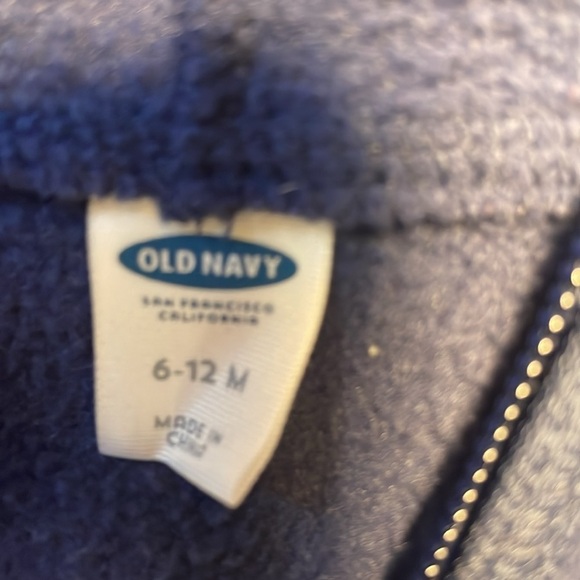 OLD NAVY
SAN FRANCISCO
CALIFORNIA
6-12 M
MADE IN
CHINA